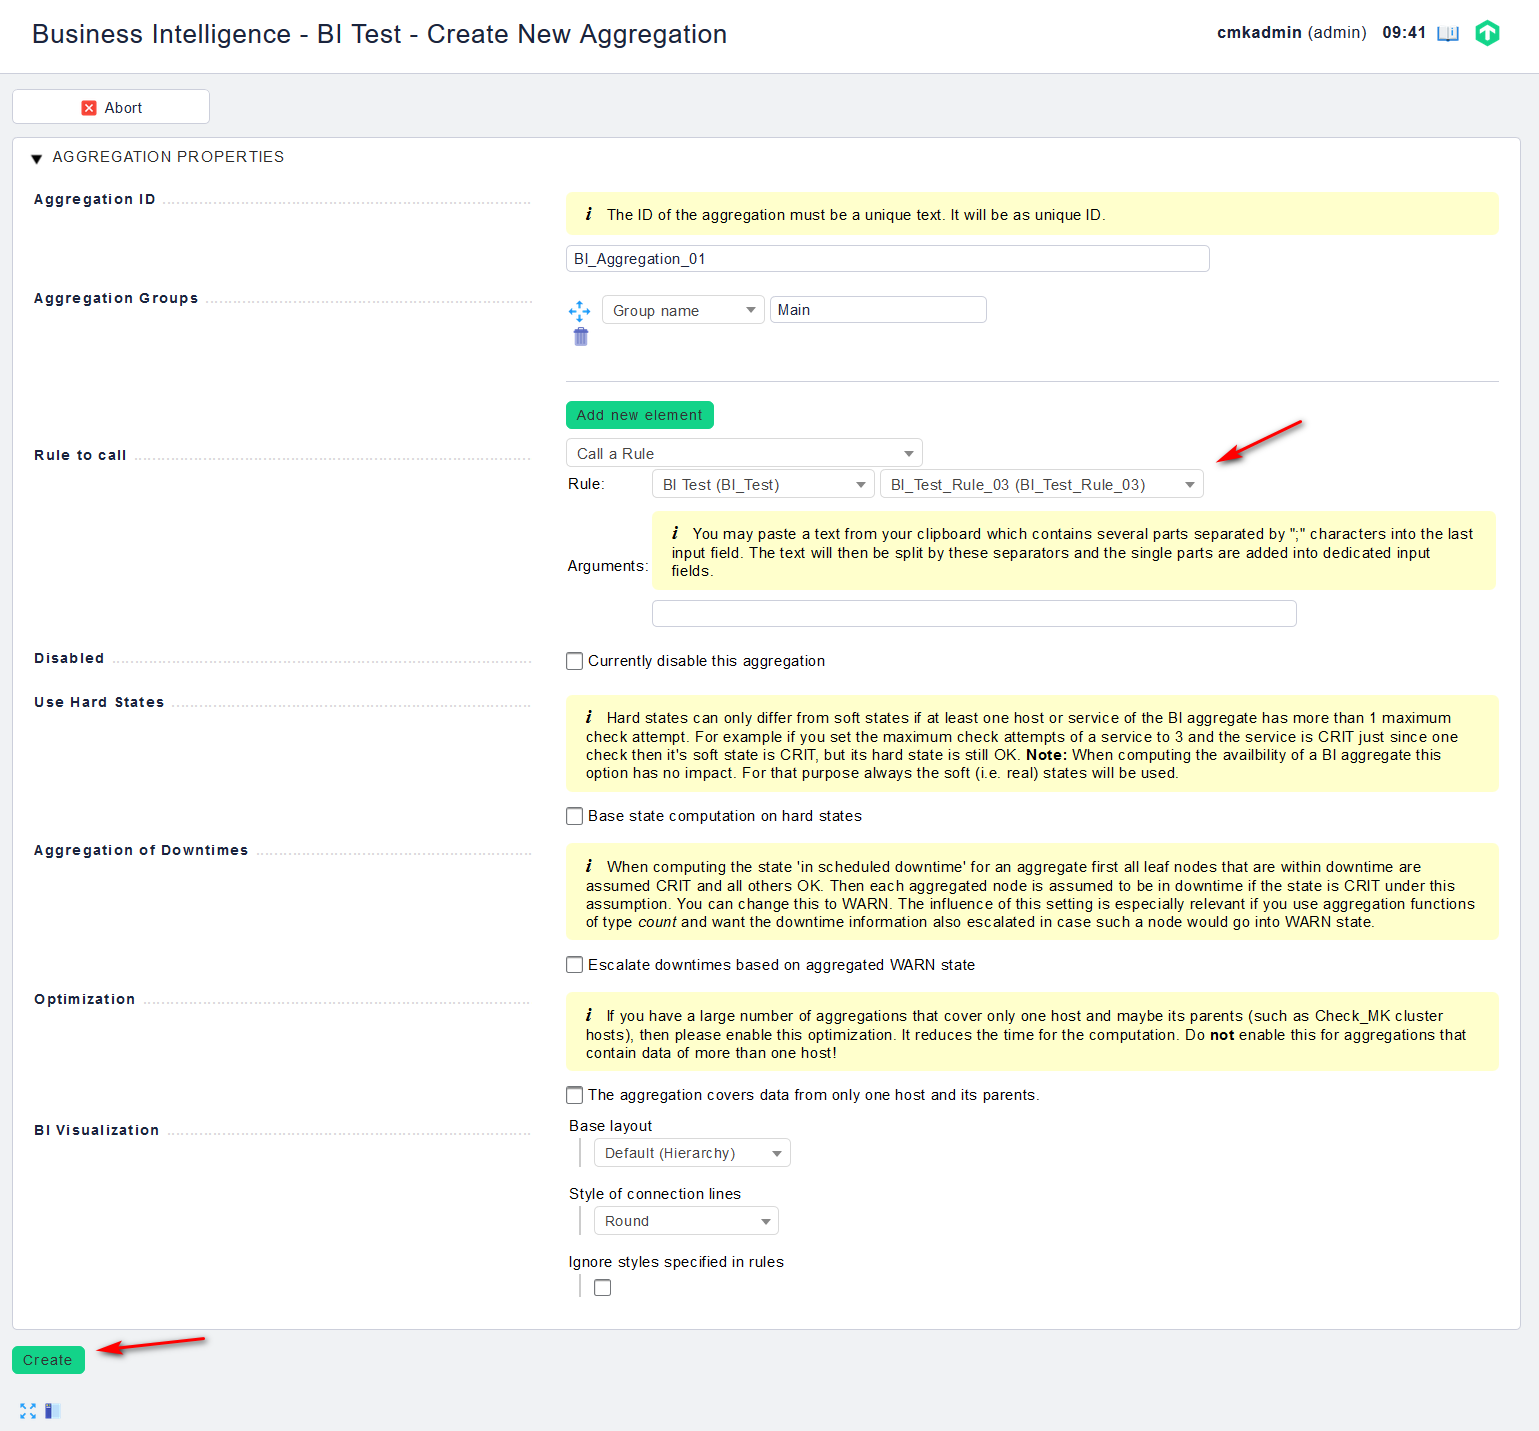 Business Intelligence - BI Test - Create New Aggregation
cmkadmin (admin) 09:41
Abort
AGGREGATION PROPERTIES
Aggregation ID
i The ID of the aggregation must be a unique text. It will be as unique ID.
BI_Aggregation_01
Aggregation Groups
Group name
Main
Add new element
Rule to call
Call a Rule
Rule:
BI Test (BI_Test)
BI_Test_Rule_03 (BI_Test_Rule_03)
Arguments:
i You may paste a text from your clipboard which contains several parts separated by ";" characters into the last
input field. The text will then be split by these separators and the single parts are added into dedicated input
fields.
Disabled
Currently disable this aggregation
Use Hard States
i Hard states can only differ from soft states if at least one host or service of the BI aggregate has more than 1 maximum
check attempt. For example if you set the maximum check attempts of a service to 3 and the service is CRIT just since one
check then it's soft state is CRIT, but its hard state is still OK. Note: When computing the availbility of a BI aggregate this
option has no impact. For that purpose always the soft (i.e. real) states will be used.
Base state computation on hard states
Aggregation of Downtimes
i When computing the state 'in scheduled downtime' for an aggregate first all leaf nodes that are within downtime are
assumed CRIT and all others OK. Then each aggregated node is assumed to be in downtime if the state is CRIT under this
assumption. You can change this to WARN. The influence of this setting is especially relevant if you use aggregation functions
of type count and want the downtime information also escalated in case such a node would go into WARN state.
Escalate downtimes based on aggregated WARN state
Optimization
i If you have a large number of aggregations that cover only one host and maybe its parents (such as Check_MK cluster
hosts), then please enable this optimization. It reduces the time for the computation. Do not enable this for aggregations that
contain data of more than one host!
The aggregation covers data from only one host and its parents.
BI Visualization
Base layout
Default (Hierarchy)
Style of connection lines
Round
Ignore styles specified in rules
Create